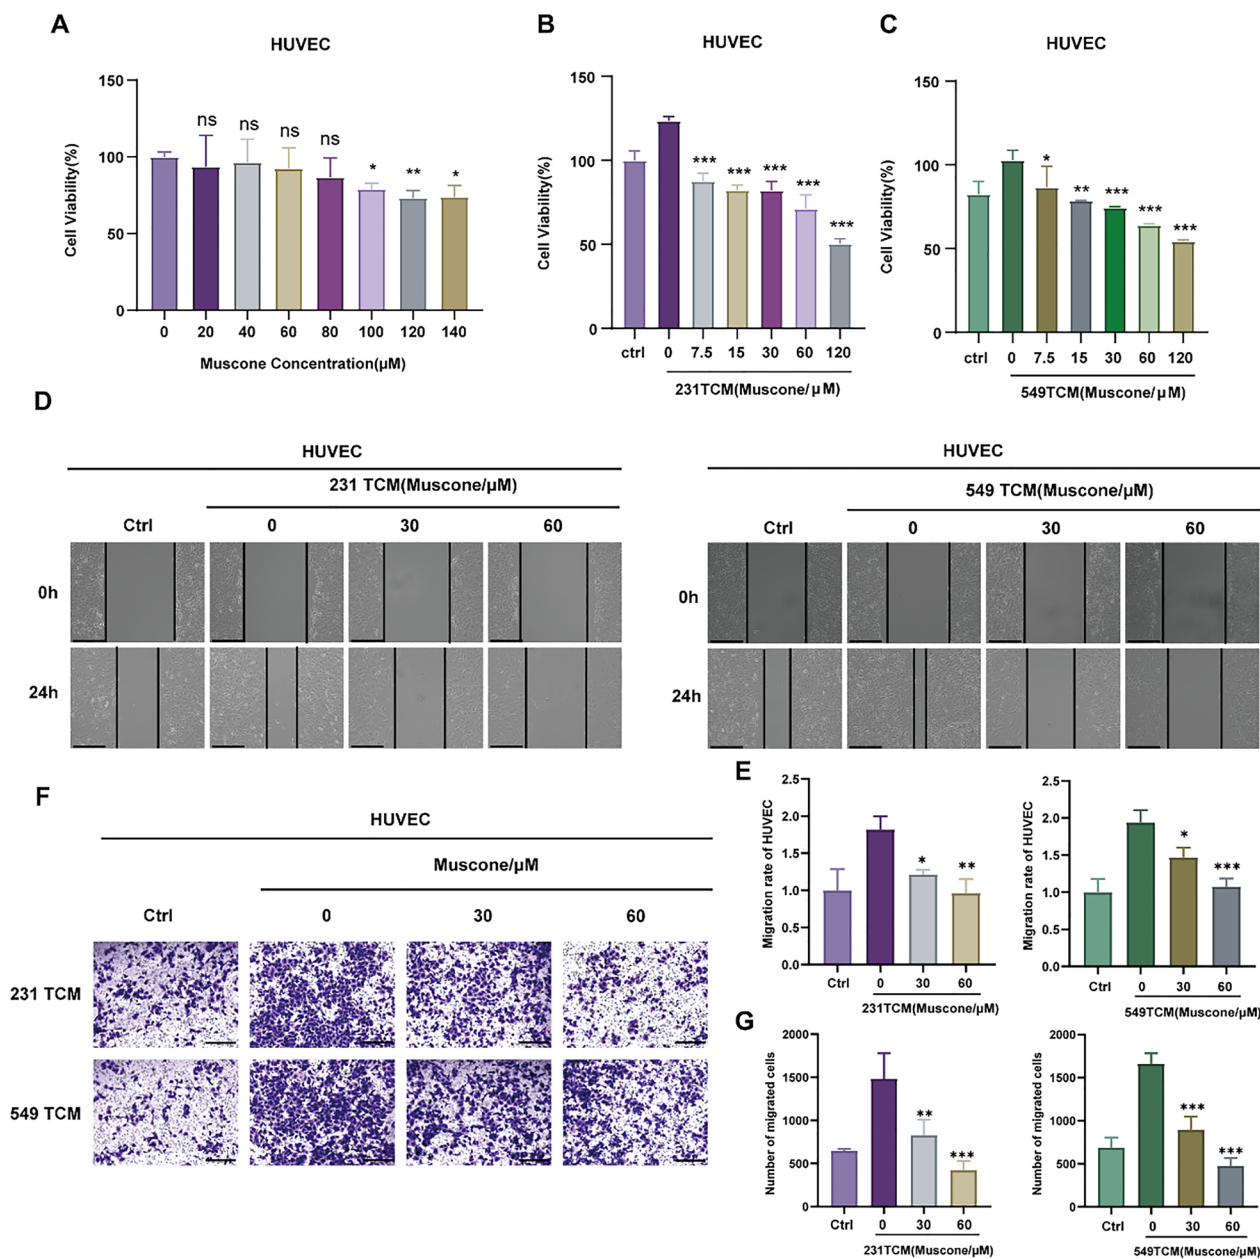 A
HUVEC
Cell Viability(%)
150
100
50
0
ns
ns
ns
ns
*
**
*
0 20 40 60 80 100 120 140
Muscone Concentration(μM)
B
HUVEC
Cell Viability(%)
150
100
50
0
***
***
***
***
***
ctrl 0 7.5 15 30 60 120
231TCM(Muscone/μM)
C
HUVEC
Cell Viability(%)
150
100
50
0
*
**
***
***
***
ctrl 0 7.5 15 30 60 120
549TCM(Muscone/μM)
D
HUVEC
231 TCM(Muscone/μM)
Ctrl 0 30 60
0h
24h
HUVEC
549 TCM(Muscone/μM)
Ctrl 0 30 60
0h
24h
E
Migration rate of HUVEC
2.5
2.0
1.5
1.0
0.5
0.0
*
**
Ctrl 0 30 60
231TCM(Muscone/μM)
Migration rate of HUVEC
2.5
2.0
1.5
1.0
0.5
0.0
*
***
Ctrl 0 30 60
549TCM(Muscone/μM)
F
HUVEC
Muscone/μM
Ctrl 0 30 60
231 TCM
549 TCM
G
Number of migrated cells
2000
1500
1000
500
0
**
***
Ctrl 0 30 60
231TCM(Muscone/μM)
Number of migrated cells
2000
1500
1000
500
0
***
***
Ctrl 0 30 60
549TCM(Muscone/μM)